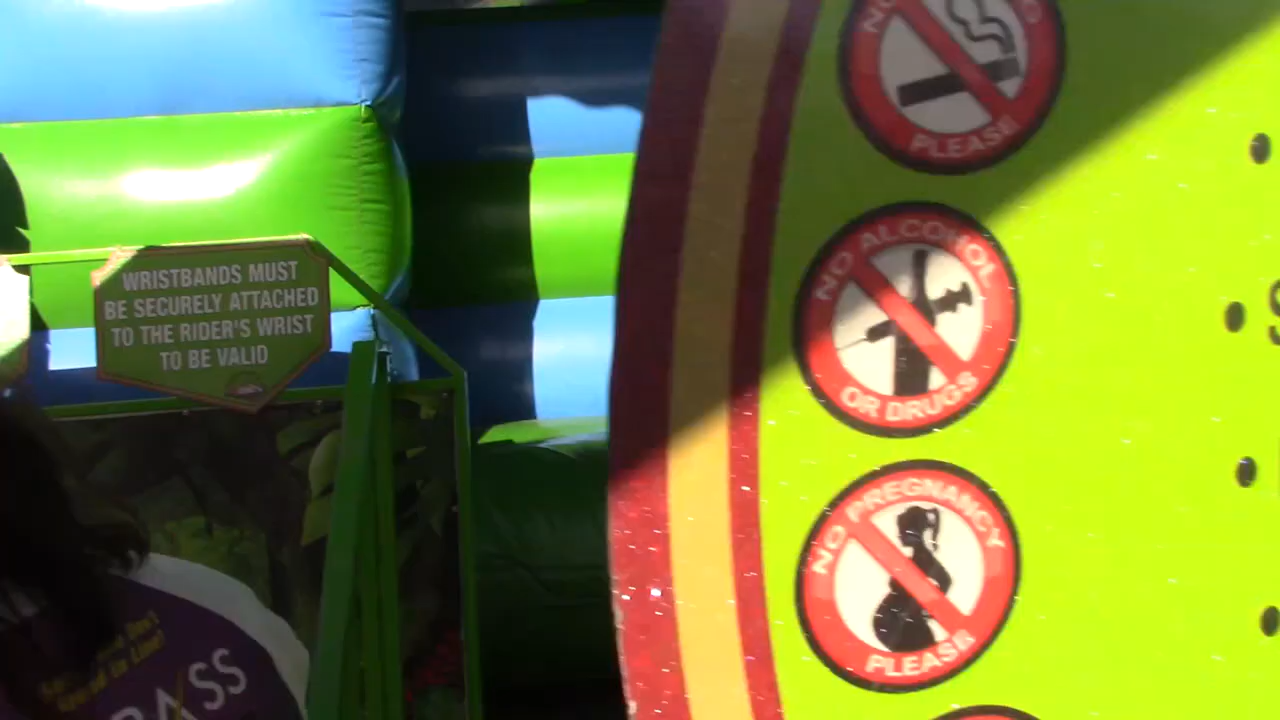 WRISTBANDS MUST
BE SECURELY ATTACHED
TO THE RIDER'S WRIST
TO BE VALID
NO
PLEASE
NO ALCOHOL
OR DRUGS
NO PREGNANCY
PLEASE